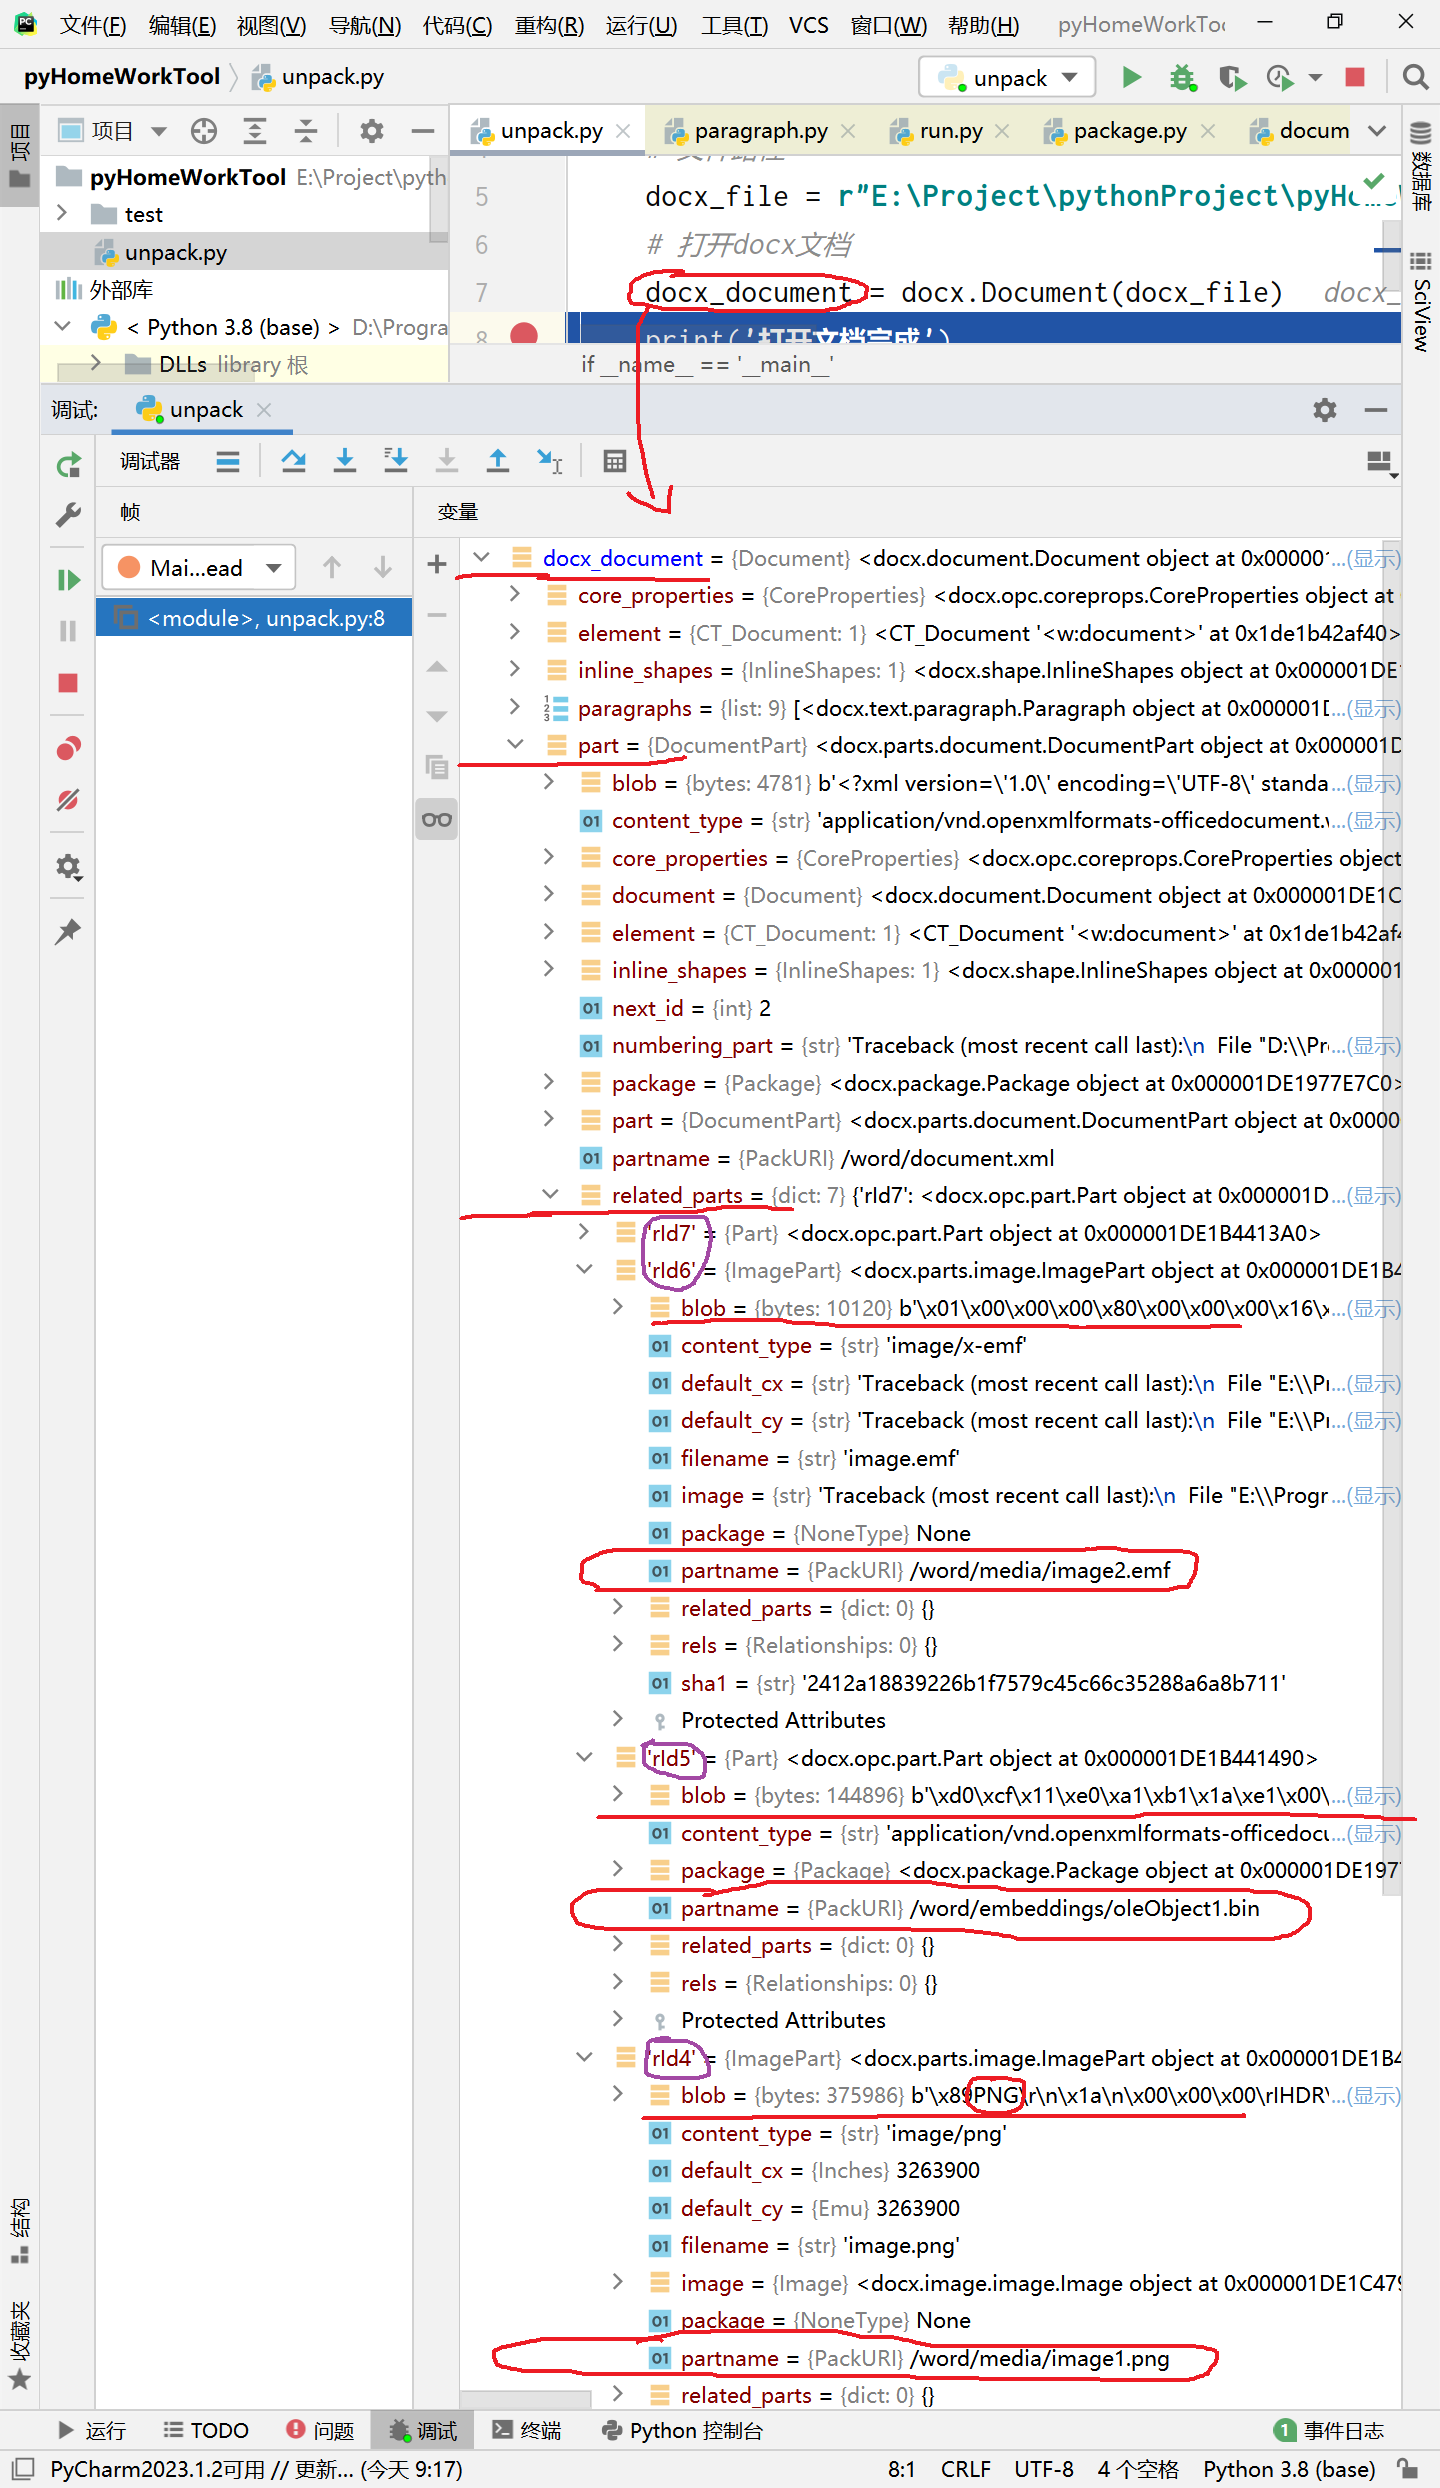 文件(F) 编辑(E) 视图(V) 导航(N) 代码(C) 重构(R) 运行(U) 工具(T) VCS 窗口(W) 帮助(H) pyHomeWorkToo
pyHomeWorkTool unpack.py unpack
项目 unpack.py paragraph.py run.py package.py docum
项目
数据库
SciView
pyHomeWorkTool E:\Project\pyth
test
unpack.py
外部库
< Python 3.8 (base) > D:\Progra
DLLs library 根
# 文件路径
5 docx_file = r"E:\Project\pythonProject\pyHomeW
6 # 打开docx文档
7 docx_document = docx.Document(docx_file) docx_
8 print('打开文档完成')
if __name__ == '__main__'
调试: unpack
调试器
帧 变量
Mai...ead
<module>, unpack.py:8
docx_document = {Document} <docx.document.Document object at 0x000001...(显示)
core_properties = {CoreProperties} <docx.opc.coreprops.CoreProperties object at
element = {CT_Document: 1} <CT_Document '<w:document>' at 0x1de1b42af40>
inline_shapes = {InlineShapes: 1} <docx.shape.InlineShapes object at 0x000001DE
paragraphs = {list: 9} [<docx.text.paragraph.Paragraph object at 0x000001D...(显示)
part = {DocumentPart} <docx.parts.document.DocumentPart object at 0x000001D
blob = {bytes: 4781} b'<?xml version=\'1.0\' encoding=\'UTF-8\' standa...(显示)
content_type = {str} 'application/vnd.openxmlformats-officedocument.w...(显示)
core_properties = {CoreProperties} <docx.opc.coreprops.CoreProperties object
document = {Document} <docx.document.Document object at 0x000001DE1C
element = {CT_Document: 1} <CT_Document '<w:document>' at 0x1de1b42af4
inline_shapes = {InlineShapes: 1} <docx.shape.InlineShapes object at 0x000001
next_id = {int} 2
numbering_part = {str} 'Traceback (most recent call last):\n File "D:\\Pr...(显示)
package = {Package} <docx.package.Package object at 0x000001DE1977E7C0>
part = {DocumentPart} <docx.parts.document.DocumentPart object at 0x0000
partname = {PackURI} /word/document.xml
related_parts = {dict: 7} {'rId7': <docx.opc.part.Part object at 0x000001D...(显示)
'rId7' = {Part} <docx.opc.part.Part object at 0x000001DE1B4413A0>
'rId6' = {ImagePart} <docx.parts.image.ImagePart object at 0x000001DE1B4
blob = {bytes: 10120} b'\x01\x00\x00\x00\x80\x00\x00\x00\x16\x...(显示)
content_type = {str} 'image/x-emf'
default_cx = {str} 'Traceback (most recent call last):\n File "E:\\Pr...(显示)
default_cy = {str} 'Traceback (most recent call last):\n File "E:\\Pr...(显示)
filename = {str} 'image.emf'
image = {str} 'Traceback (most recent call last):\n File "E:\\Progr...(显示)
package = {NoneType} None
partname = {PackURI} /word/media/image2.emf
related_parts = {dict: 0} {}
rels = {Relationships: 0} {}
sha1 = {str} '2412a18839226b1f7579c45c66c35288a6a8b711'
Protected Attributes
'rId5' = {Part} <docx.opc.part.Part object at 0x000001DE1B441490>
blob = {bytes: 144896} b'\xd0\xcf\x11\xe0\xa1\xb1\x1a\xe1\x00\...(显示)
content_type = {str} 'application/vnd.openxmlformats-officedocu...(显示)
package = {Package} <docx.package.Package object at 0x000001DE197
partname = {PackURI} /word/embeddings/oleObject1.bin
related_parts = {dict: 0} {}
rels = {Relationships: 0} {}
Protected Attributes
'rId4' = {ImagePart} <docx.parts.image.ImagePart object at 0x000001DE1B4
blob = {bytes: 375986} b'\x89PNG\r\n\x1a\n\x00\x00\x00\rIHDR\...(显示)
content_type = {str} 'image/png'
default_cx = {Inches} 3263900
default_cy = {Emu} 3263900
filename = {str} 'image.png'
image = {Image} <docx.image.image.Image object at 0x000001DE1C479
package = {NoneType} None
partname = {PackURI} /word/media/image1.png
related_parts = {dict: 0} {}
结构
收藏夹
运行 TODO 问题 调试 终端 Python 控制台 1 事件日志
PyCharm2023.1.2可用 // 更新... (今天 9:17) 8:1 CRLF UTF-8 4 个空格 Python 3.8 (base)